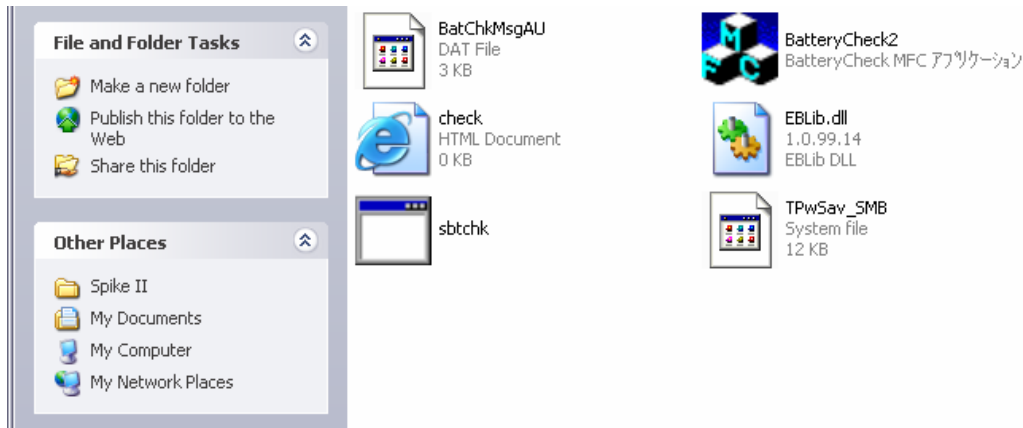 File and Folder Tasks
Make a new folder
Publish this folder to the
Web
Share this folder
Other Places
Spike II
My Documents
My Computer
My Network Places
BatChkMsgAU
DAT File
3 KB
BatteryCheck2
BatteryCheck MFC アプリケーション
check
HTML Document
0 KB
EBLib.dll
1.0.99.14
EBLib DLL
sbtchk
TPwSav_SMB
System file
12 KB
M
F C